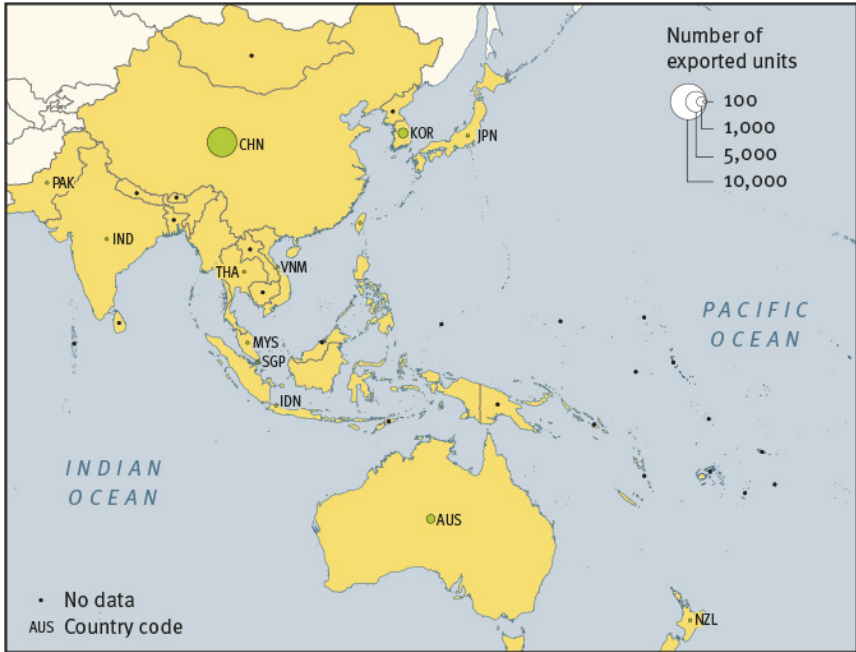 Number of
exported units
100
1,000
5,000
10,000
CHN
KOR
JPN
PAK
IND
THA
VNM
MYS
SGP
IDN
PACIFIC
OCEAN
INDIAN
OCEAN
AUS
NZL
No data
AUS Country code